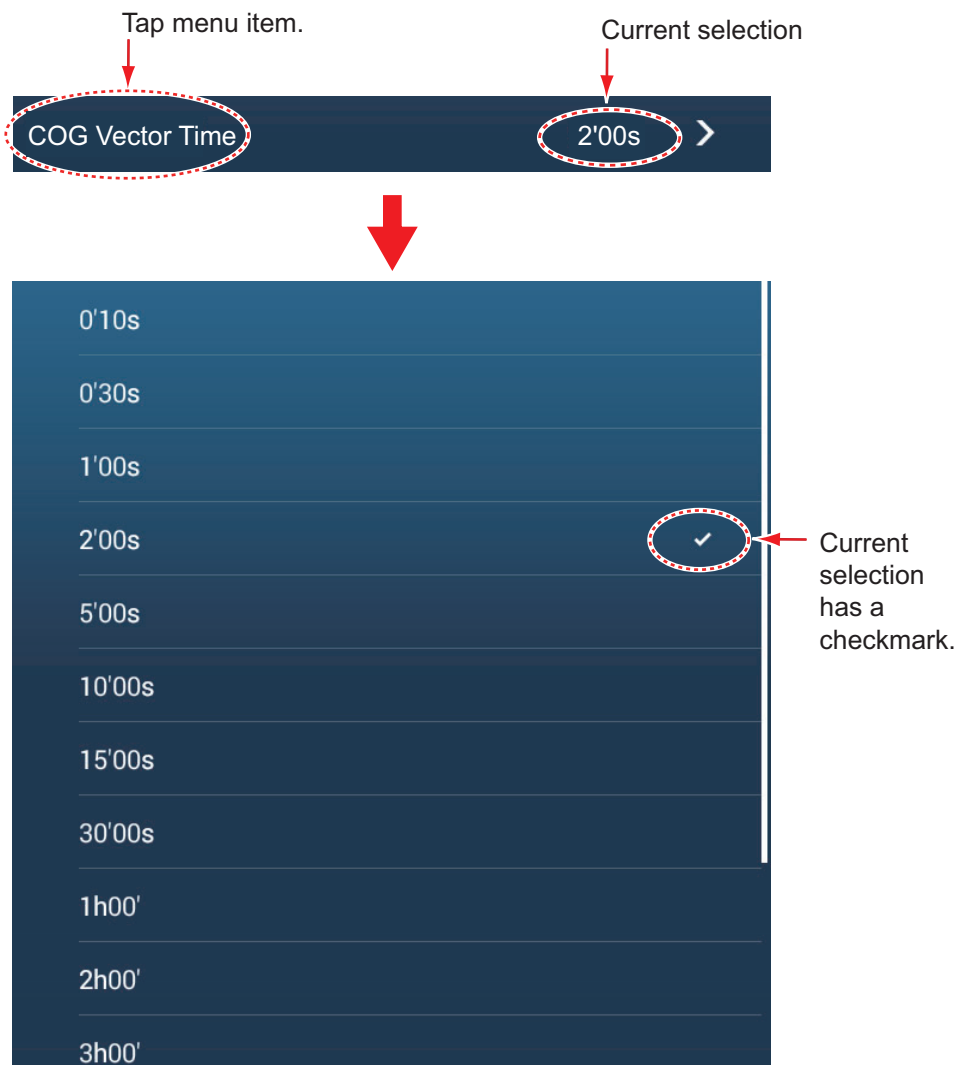 Tap menu item.
Current selection
COG Vector Time
2'00s
0'10s
0'30s
1'00s
2'00s
5'00s
10'00s
15'00s
30'00s
1h00'
2h00'
3h00'
Current
selection
has a
checkmark.